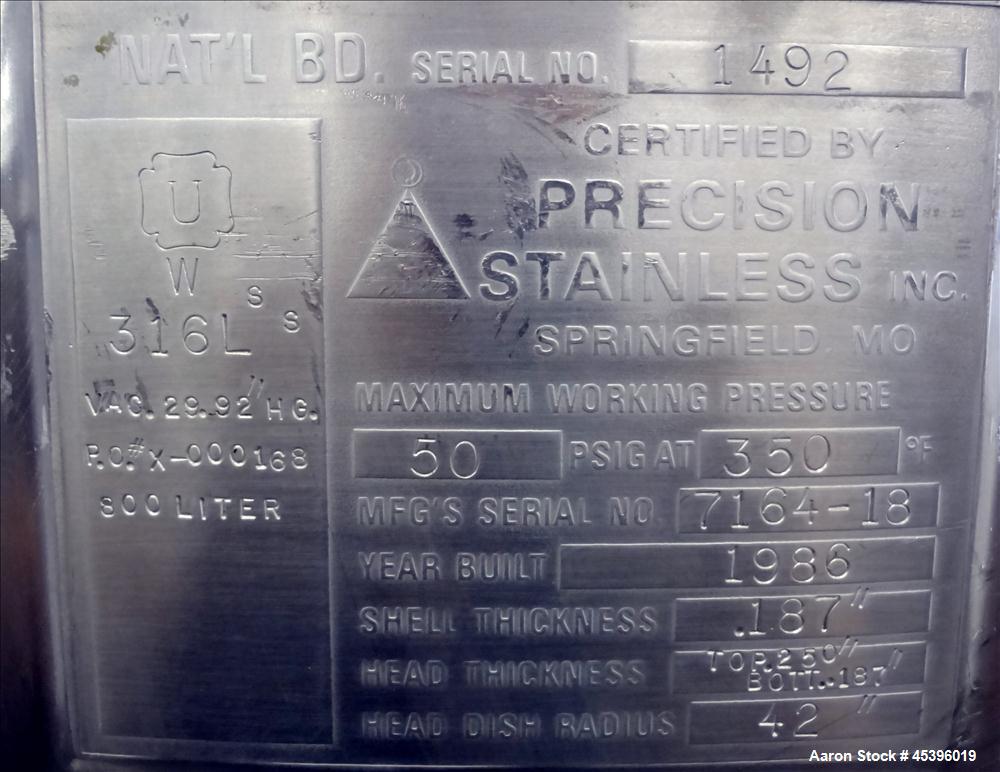 NAT'L BD. SERIAL NO. 1492
U
W
S
S
316L
VAC. 29.92" HG.
P.O.# X-000168
800 LITER
CERTIFIED BY
PRECISION
STAINLESS INC.
SPRINGFIELD, MO
MAXIMUM WORKING PRESSURE
50 PSIG AT 350 °F
MFG'S SERIAL NO. 7164-18
YEAR BUILT 1986
SHELL THICKNESS .187"
HEAD THICKNESS TOP.250"
BOTT..187"
HEAD DISH RADIUS 42"
Aaron Stock # 45396019